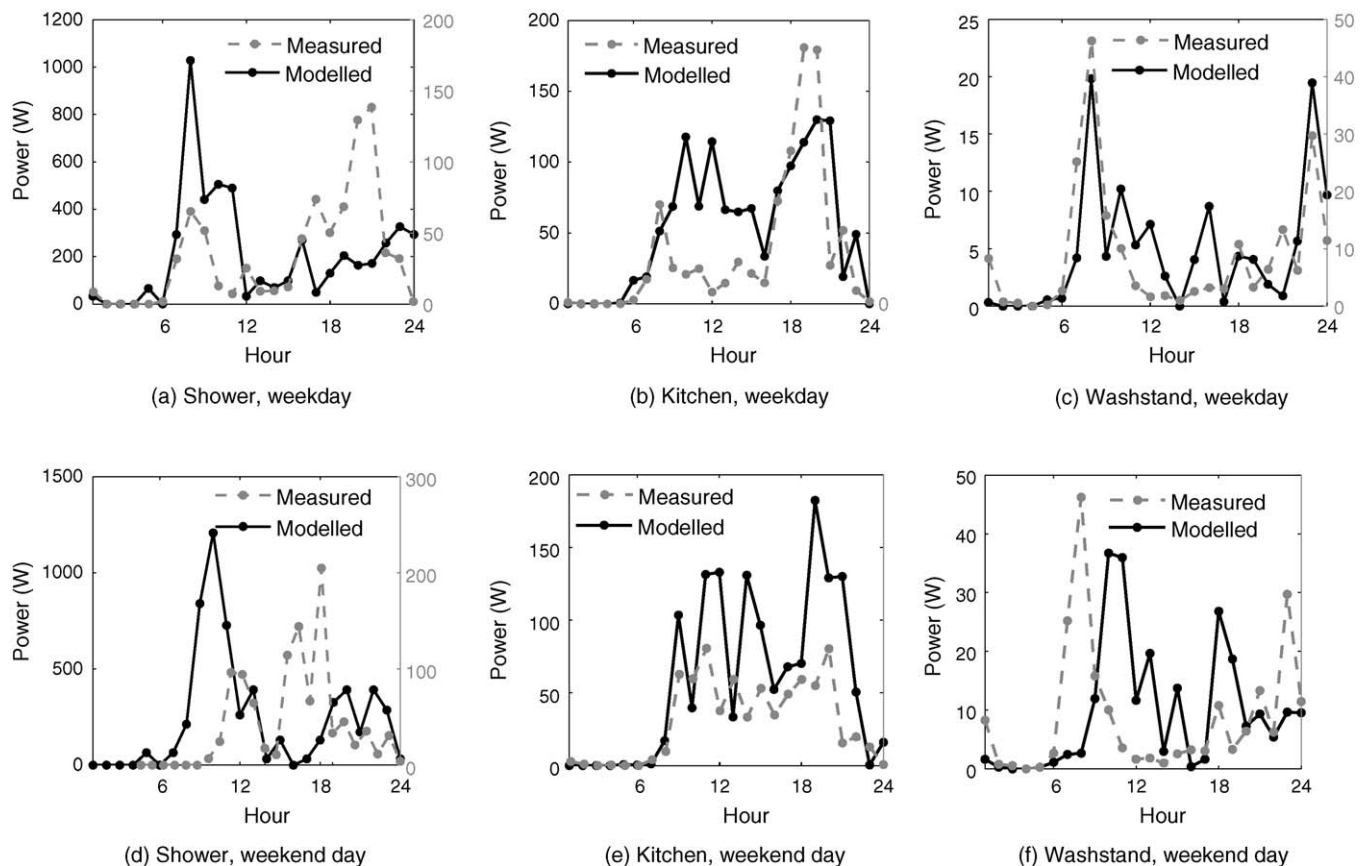 1200
1000
800
600
400
200
0
Power (W)
200
150
100
50
0
Measured
Modelled
6
12
18
24
Hour
(a) Shower, weekday
200
150
100
50
0
Power (W)
0
Measured
Modelled
6
12
18
24
Hour
(b) Kitchen, weekday
25
20
15
10
5
0
Power (W)
50
40
30
20
10
0
Measured
Modelled
6
12
18
24
Hour
(c) Washstand, weekday
1500
1000
500
0
Power (W)
300
200
100
0
Measured
Modelled
6
12
18
24
Hour
(d) Shower, weekend day
200
150
100
50
0
Power (W)
Measured
Modelled
6
12
18
24
Hour
(e) Kitchen, weekend day
50
40
30
20
10
0
Power (W)
Measured
Modelled
6
12
18
24
Hour
(f) Washstand, weekend day